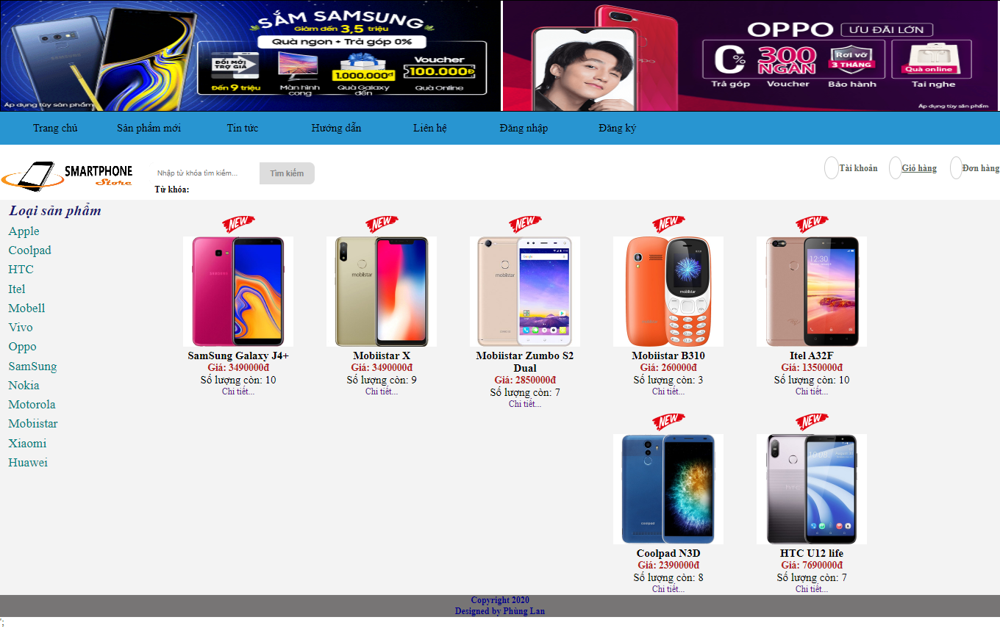 SẮM SAMSUNG
Giảm đến 3,5 triệu
Quà ngon + Trả góp 0%
ĐỔI MỚI
TRỢ GIÁ
Đến 9 triệu
Màn hình
cong
1.000.000đ
Quà Galaxy
đến
Voucher
100.000Đ
Quà Online
SAMSUNG
Áp dụng tùy sản phẩm
OPPO ƯU ĐÃI LỚN
0%
Trả góp
300
NGÀN
Voucher
Rơi vỡ
3 THÁNG
Bảo hành
Quà online
Tai nghe
Áp dụng tùy sản phẩm
Trang chủ Sản phẩm mới Tin tức Hướng dẫn Liên hệ Đăng nhập Đăng ký
SMARTPHONE
Store
Nhập từ khóa tìm kiếm... Tìm kiếm
Từ khóa:
Tài khoản Giỏ hàng Đơn hàng
Loại sản phẩm
Apple
Coolpad
HTC
Itel
Mobell
Vivo
Oppo
SamSung
Nokia
Motorola
Mobiistar
Xiaomi
Huawei
NEW
SAMSUNG
SamSung Galaxy J4+
Giá: 3490000đ
Số lượng còn: 10
Chi tiết...
NEW
mobiistar
Mobiistar X
Giá: 3490000đ
Số lượng còn: 9
Chi tiết...
NEW
mobiistar
Mobiistar Zumbo S2
Dual
Giá: 2850000đ
Số lượng còn: 7
Chi tiết...
NEW
mobiistar
Mobiistar B310
Giá: 260000đ
Số lượng còn: 3
Chi tiết...
NEW
12:30
Itel A32F
Giá: 1350000đ
Số lượng còn: 10
Chi tiết...
NEW
coolpad
Coolpad N3D
Giá: 2390000đ
Số lượng còn: 8
Chi tiết...
NEW
htc
HTC U12 life
Giá: 7690000đ
Số lượng còn: 7
Chi tiết...
Copyright 2020
Designed by Phùng Lan
';